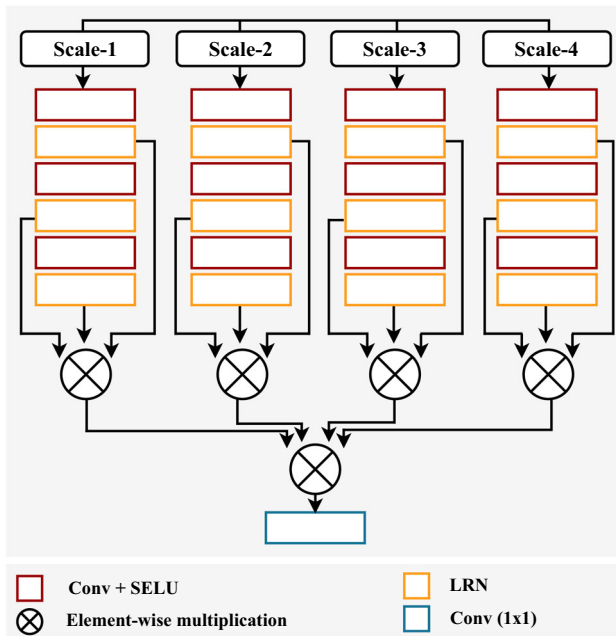 Scale-1
Scale-2
Scale-3
Scale-4
Conv + SELU
LRN
Element-wise multiplication
Conv (1x1)